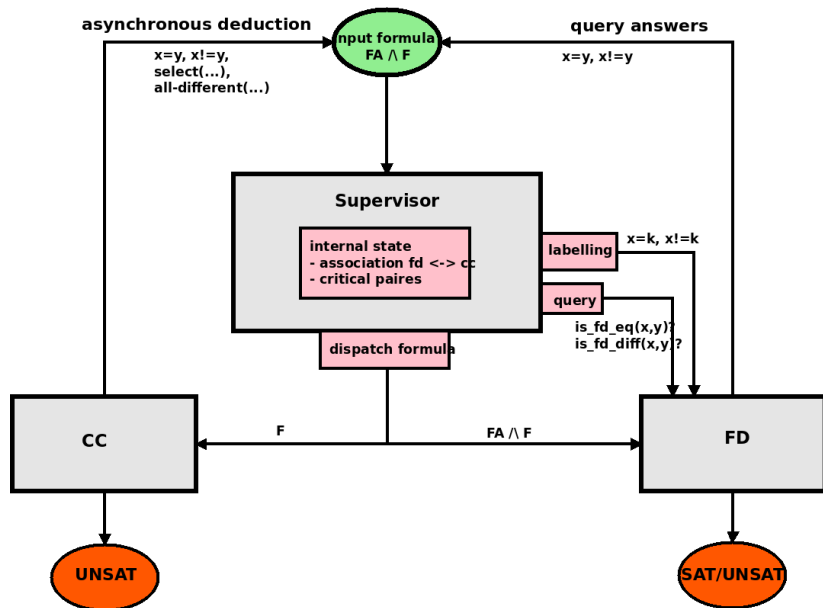 asynchronous deduction
query answers
nput formula
FA /\ F
x=y, x!=y,
select(...),
all-different(...)
x=y, x!=y
Supervisor
internal state
- association fd <-> cc
- critical paires
labelling
x=k, x!=k
query
is_fd_eq(x,y)?
is_fd_diff(x,y)?
dispatch formula
CC
F
FA /\ F
FD
UNSAT
SAT/UNSAT